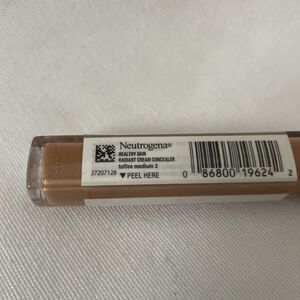 Neutrogena®
HEALTHY SKIN
RADIANT CREAM CONCEALER
toffee medium 3
27207128 ▼ PEEL HERE
0 86800 19624 2